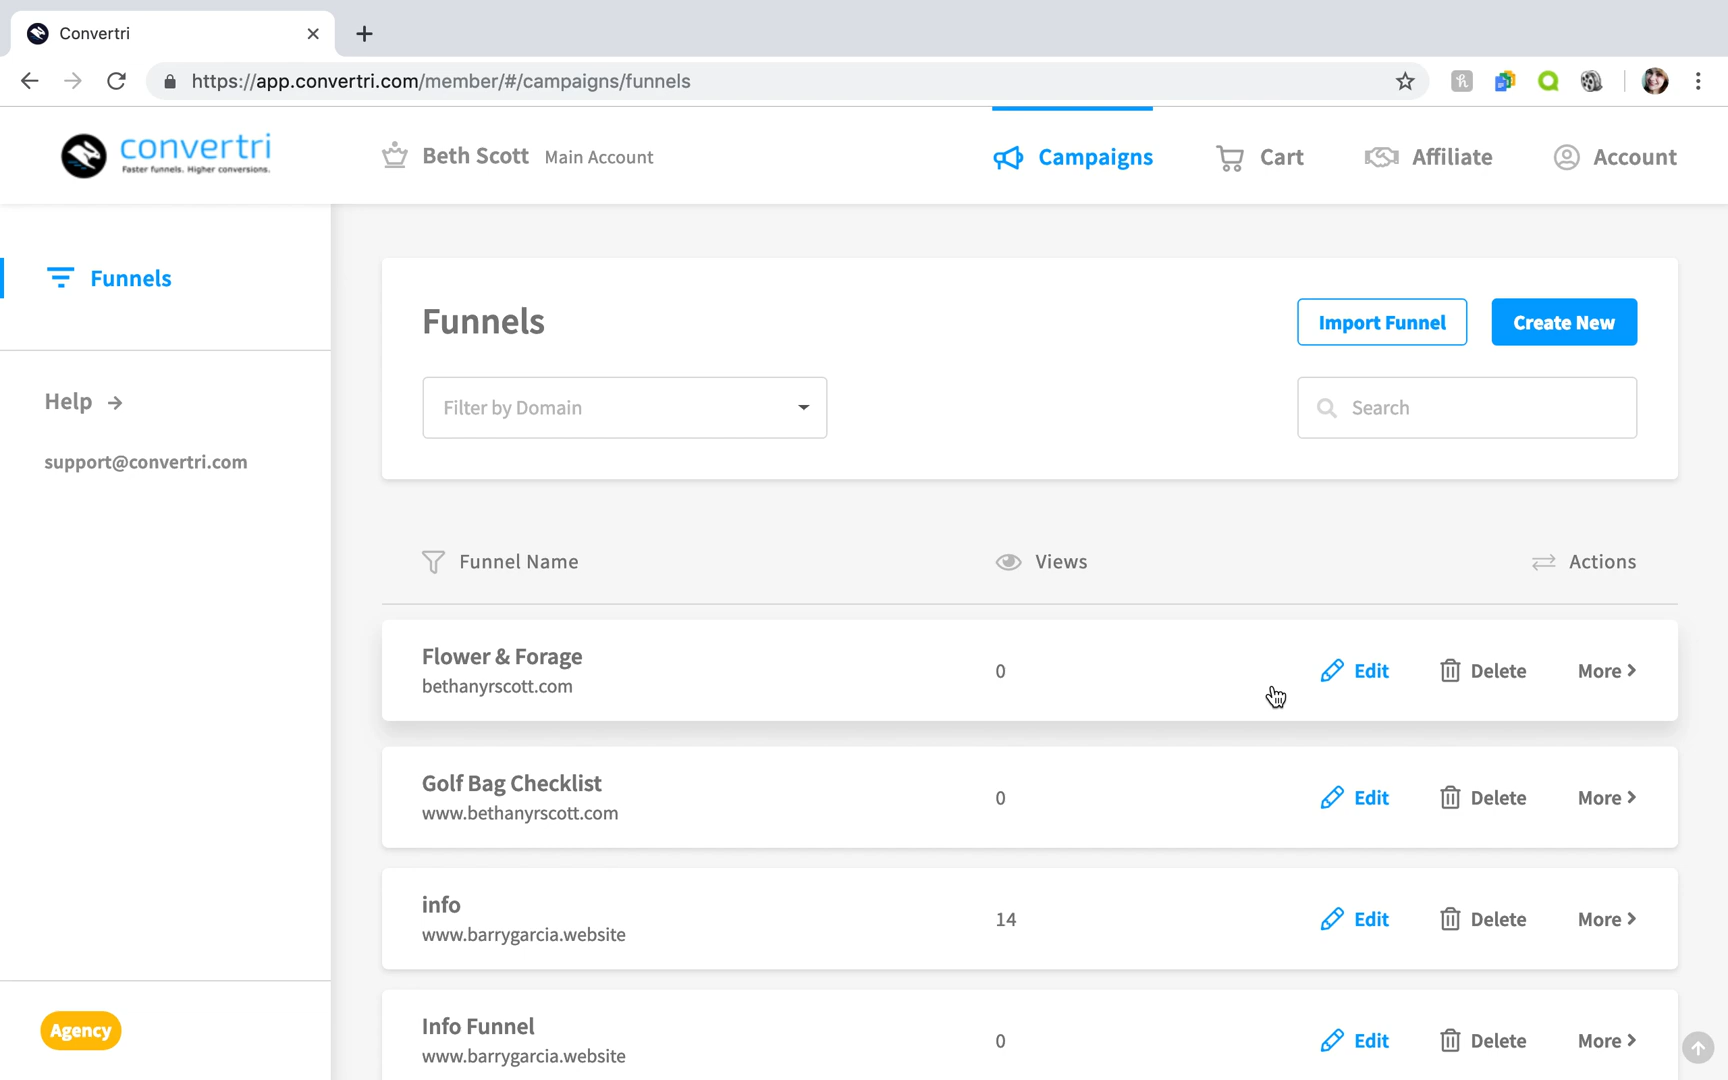 Convertri
https://app.convertri.com/member/#/campaigns/funnels
convertri
Faster funnels. Higher conversions.
Beth Scott Main Account
Campaigns
Cart
Affiliate
Account
Funnels
Help
support@convertri.com
Agency
Funnels
Import Funnel
Create New
Filter by Domain
Search
Funnel Name
Views
Actions
Flower & Forage
bethanyrscott.com
0
Edit
Delete
More
Golf Bag Checklist
www.bethanyrscott.com
0
Edit
Delete
More
info
www.barrygarcia.website
14
Edit
Delete
More
Info Funnel
www.barrygarcia.website
0
Edit
Delete
More